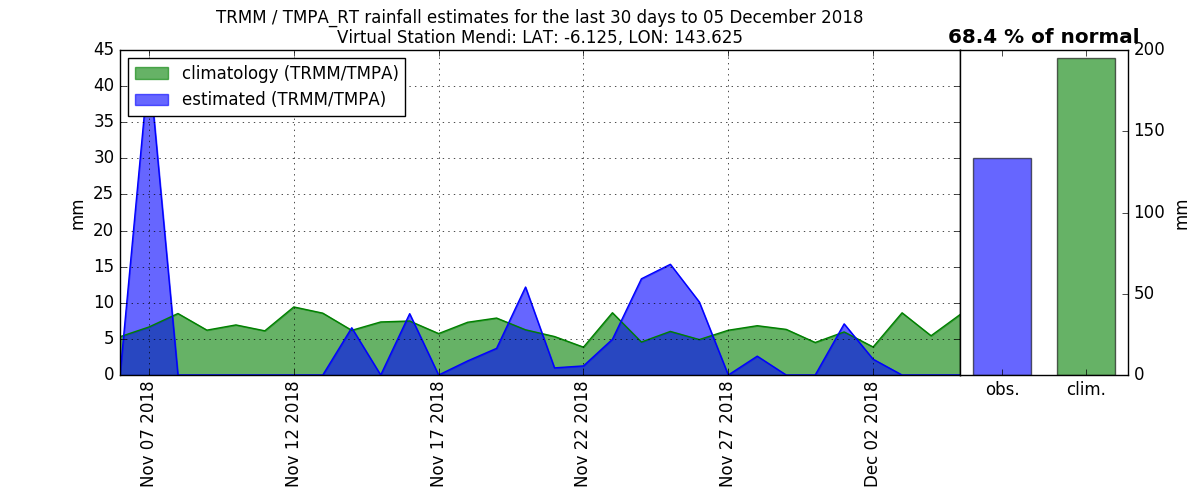 TRMM / TMPA_RT rainfall estimates for the last 30 days to 05 December 2018
Virtual Station Mendi: LAT: -6.125, LON: 143.625
68.4 % of normal
climatology (TRMM/TMPA)
estimated (TRMM/TMPA)
45
40
35
30
25
20
15
10
5
0
mm
Nov 07 2018
Nov 12 2018
Nov 17 2018
Nov 22 2018
Nov 27 2018
Dec 02 2018
obs.
clim.
200
150
100
50
0
mm